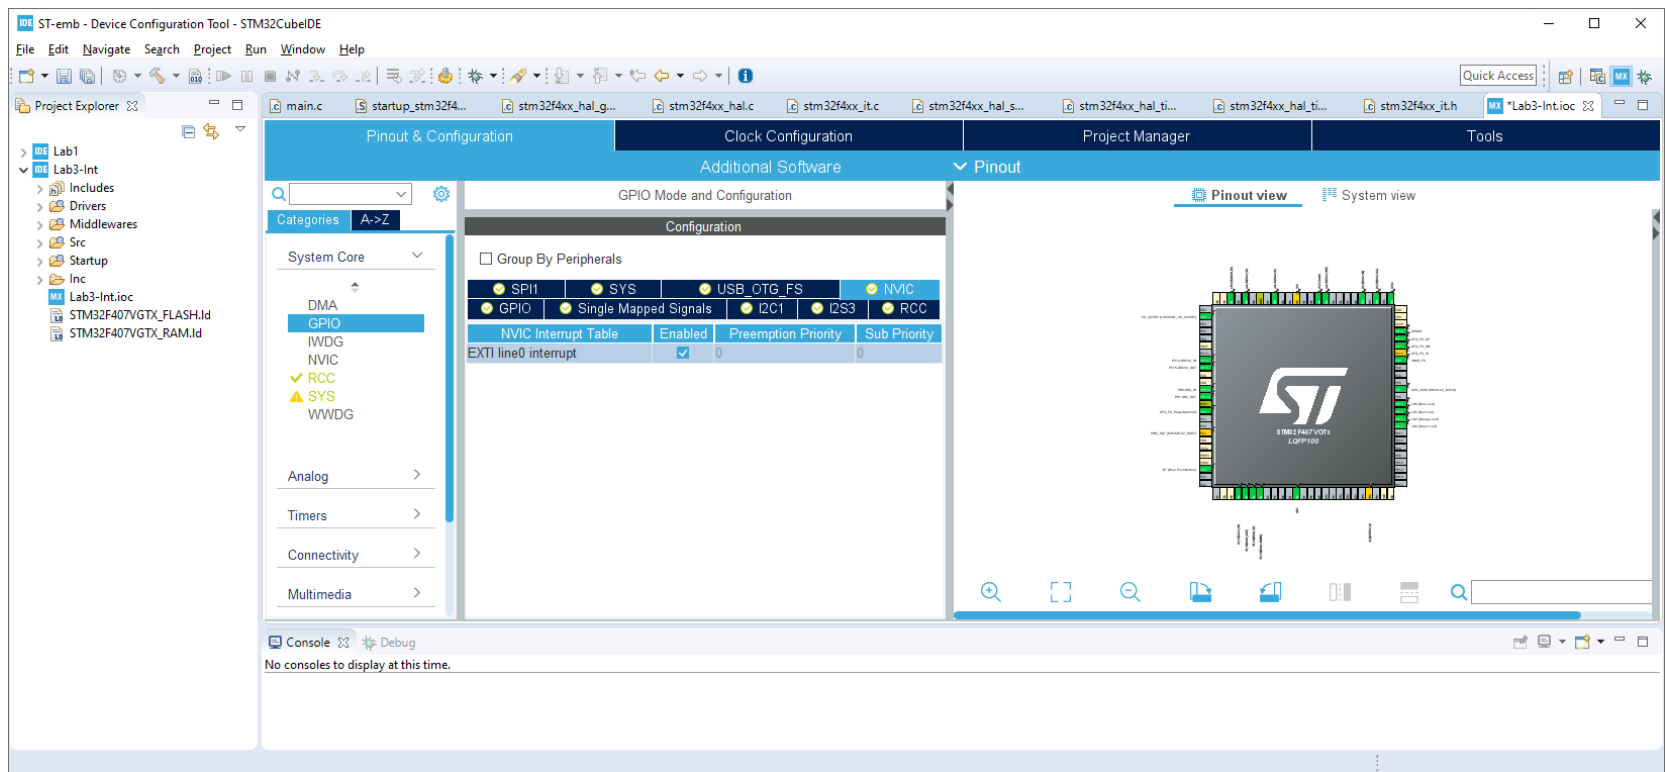 IDE ST-emb - Device Configuration Tool - STM32CubeIDE
File Edit Navigate Search Project Run Window Help
Quick Access
Project Explorer
main.c
startup_stm32f4...
stm32f4xx_hal_g...
stm32f4xx_hal.c
stm32f4xx_it.c
stm32f4xx_hal_s...
stm32f4xx_hal_ti...
stm32f4xx_hal_ti...
stm32f4xx_it.h
MX *Lab3-Int.ioc
IDE Lab1
IDE Lab3-Int
Includes
Drivers
Middlewares
Src
Startup
Inc
MX Lab3-Int.ioc
STM32F407VGTX_FLASH.ld
STM32F407VGTX_RAM.ld
Pinout & Configuration
Clock Configuration
Project Manager
Tools
Additional Software
Pinout
Categories
A->Z
System Core
DMA
GPIO
IWDG
NVIC
RCC
SYS
WWDG
Analog
Timers
Connectivity
Multimedia
GPIO Mode and Configuration
Configuration
Group By Peripherals
SPI1
SYS
USB_OTG_FS
NVIC
GPIO
Single Mapped Signals
I2C1
I2S3
RCC
NVIC Interrupt Table
Enabled
Preemption Priority
Sub Priority
EXTI line0 interrupt
0
0
Pinout view
System view
STM32F407VGTx
LQFP100
Console
Debug
No consoles to display at this time.